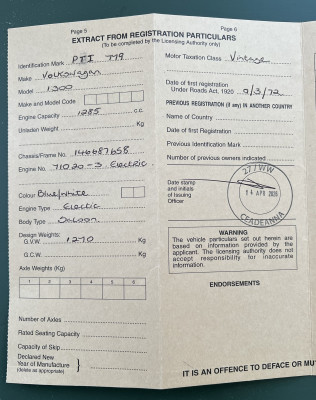 Page 5
EXTRACT FROM REGISTRATION PARTICULARS
(To be completed by the Licensing Authority only)
Identification Mark PII 779
Make Volkswagen
Model 1300
Make and Model Code
Engine Capacity 1285 c.c.
Unladen Weight Kg
Chassis/Frame No.
Engine No. 71020-3 Electric.
Colour Blue/white
Engine Type Electic
Body Type Saloon
Design Weights:
G.V.W. 1270 Kg
G.C.W. Kg
Axle Weights (Kg)
1 2 3 4 5 6
Number of Axles
Rated Seating Capacity
Capacity of Skip
Declared New
Year of Manufacture }
(delete as appropriate)
Page 6
Motor Taxation Class Vintage
Date of first registration
Under Roads Act, 1920 9/3/72
PREVIOUS REGISTRATION (if any) IN ANOTHER COUNTRY
Name of Country
Date of first Registration
Previous Identification Mark
Number of previous owners indicated
Date stamp
and initials
of issuing
Officer
14 APR
WARNING
The vehicle particulars set out herein are
based on information provided by the
applicant. The licensing authority does not
accept responsibility for inaccurate
information.
ENDORSEMENTS
IT IS AN OFFENCE TO DEFACE OR MU